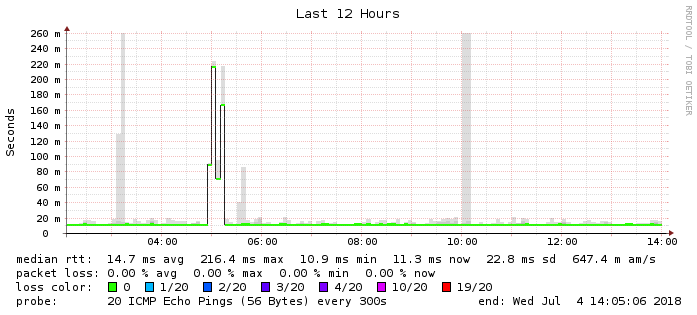 Last 12 Hours
RRDTOOL / TOBI OETIKER
Seconds
260 m
240 m
220 m
200 m
180 m
160 m
140 m
120 m
100 m
80 m
60 m
40 m
20 m
0
04:00 06:00 08:00 10:00 12:00 14:00
median rtt: 14.7 ms avg 216.4 ms max 10.9 ms min 11.3 ms now 22.8 ms sd 647.4 m am/s
packet loss: 0.00 % avg 0.00 % max 0.00 % min 0.00 % now
loss color: 0 1/20 2/20 3/20 4/20 10/20 19/20
probe: 20 ICMP Echo Pings (56 Bytes) every 300s end: Wed Jul 4 14:05:06 2018